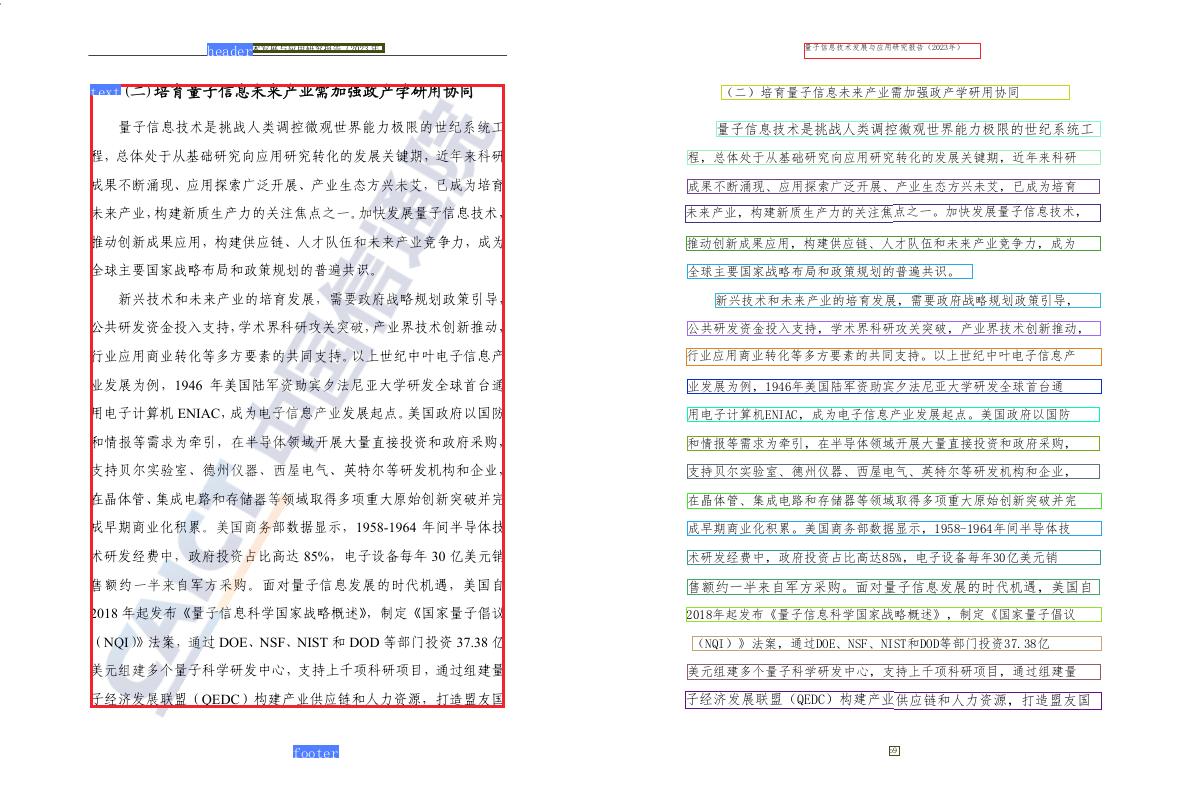 header
text (二)培育量子信息未来产业需加强政产学研用协同
量子信息技术是挑战人类调控微观世界能力极限的世纪系统工
程，总体处于从基础研究向应用研究转化的发展关键期，近年来科研
成果不断涌现、应用探索广泛开展、产业生态方兴未艾，已成为培育
未来产业，构建新质生产力的关注焦点之一。加快发展量子信息技术，
推动创新成果应用，构建供应链、人才队伍和未来产业竞争力，成为
全球主要国家战略布局和政策规划的普遍共识。
新兴技术和未来产业的培育发展，需要政府战略规划政策引导，
公共研发资金投入支持，学术界科研攻关突破，产业界技术创新推动，
行业应用商业转化等多方要素的共同支持。以上世纪中叶电子信息产
业发展为例，1946 年美国陆军资助宾夕法尼亚大学研发全球首台通
用电子计算机 ENIAC，成为电子信息产业发展起点。美国政府以国防
和情报等需求为牵引，在半导体领域开展大量直接投资和政府采购，
支持贝尔实验室、德州仪器、西屋电气、英特尔等研发机构和企业，
在晶体管、集成电路和存储器等领域取得多项重大原始创新突破并完
成早期商业化积累。美国商务部数据显示，1958-1964 年间半导体技
术研发经费中，政府投资占比高达 85%，电子设备每年 30 亿美元销
售额约一半来自军方采购。面对量子信息发展的时代机遇，美国自
2018 年起发布《量子信息科学国家战略概述》，制定《国家量子倡议
（NQI）》法案，通过 DOE、NSF、NIST 和 DOD 等部门投资 37.38 亿
美元组建多个量子科学研发中心，支持上千项科研项目，通过组建量
子经济发展联盟（QEDC）构建产业供应链和人力资源，打造盟友国
CAICT 中国信通院
footer
量子信息技术发展与应用研究报告（2023年）
（二）培育量子信息未来产业需加强政产学研用协同
量子信息技术是挑战人类调控微观世界能力极限的世纪系统工
程，总体处于从基础研究向应用研究转化的发展关键期，近年来科研
成果不断涌现、应用探索广泛开展、产业生态方兴未艾，已成为培育
未来产业，构建新质生产力的关注焦点之一。加快发展量子信息技术，
推动创新成果应用，构建供应链、人才队伍和未来产业竞争力，成为
全球主要国家战略布局和政策规划的普遍共识。
新兴技术和未来产业的培育发展，需要政府战略规划政策引导，
公共研发资金投入支持，学术界科研攻关突破，产业界技术创新推动，
行业应用商业转化等多方要素的共同支持。以上世纪中叶电子信息产
业发展为例，1946年美国陆军资助宾夕法尼亚大学研发全球首台通
用电子计算机ENIAC，成为电子信息产业发展起点。美国政府以国防
和情报等需求为牵引，在半导体领域开展大量直接投资和政府采购，
支持贝尔实验室、德州仪器、西屋电气、英特尔等研发机构和企业，
在晶体管、集成电路和存储器等领域取得多项重大原始创新突破并完
成早期商业化积累。美国商务部数据显示，1958-1964年间半导体技
术研发经费中，政府投资占比高达85%，电子设备每年30亿美元销
售额约一半来自军方采购。面对量子信息发展的时代机遇，美国自
2018年起发布《量子信息科学国家战略概述》，制定《国家量子倡议
（NQI）》法案，通过DOE、NSF、NIST和DOD等部门投资37.38亿
美元组建多个量子科学研发中心，支持上千项科研项目，通过组建量
子经济发展联盟（QEDC）构建产业供应链和人力资源，打造盟友国